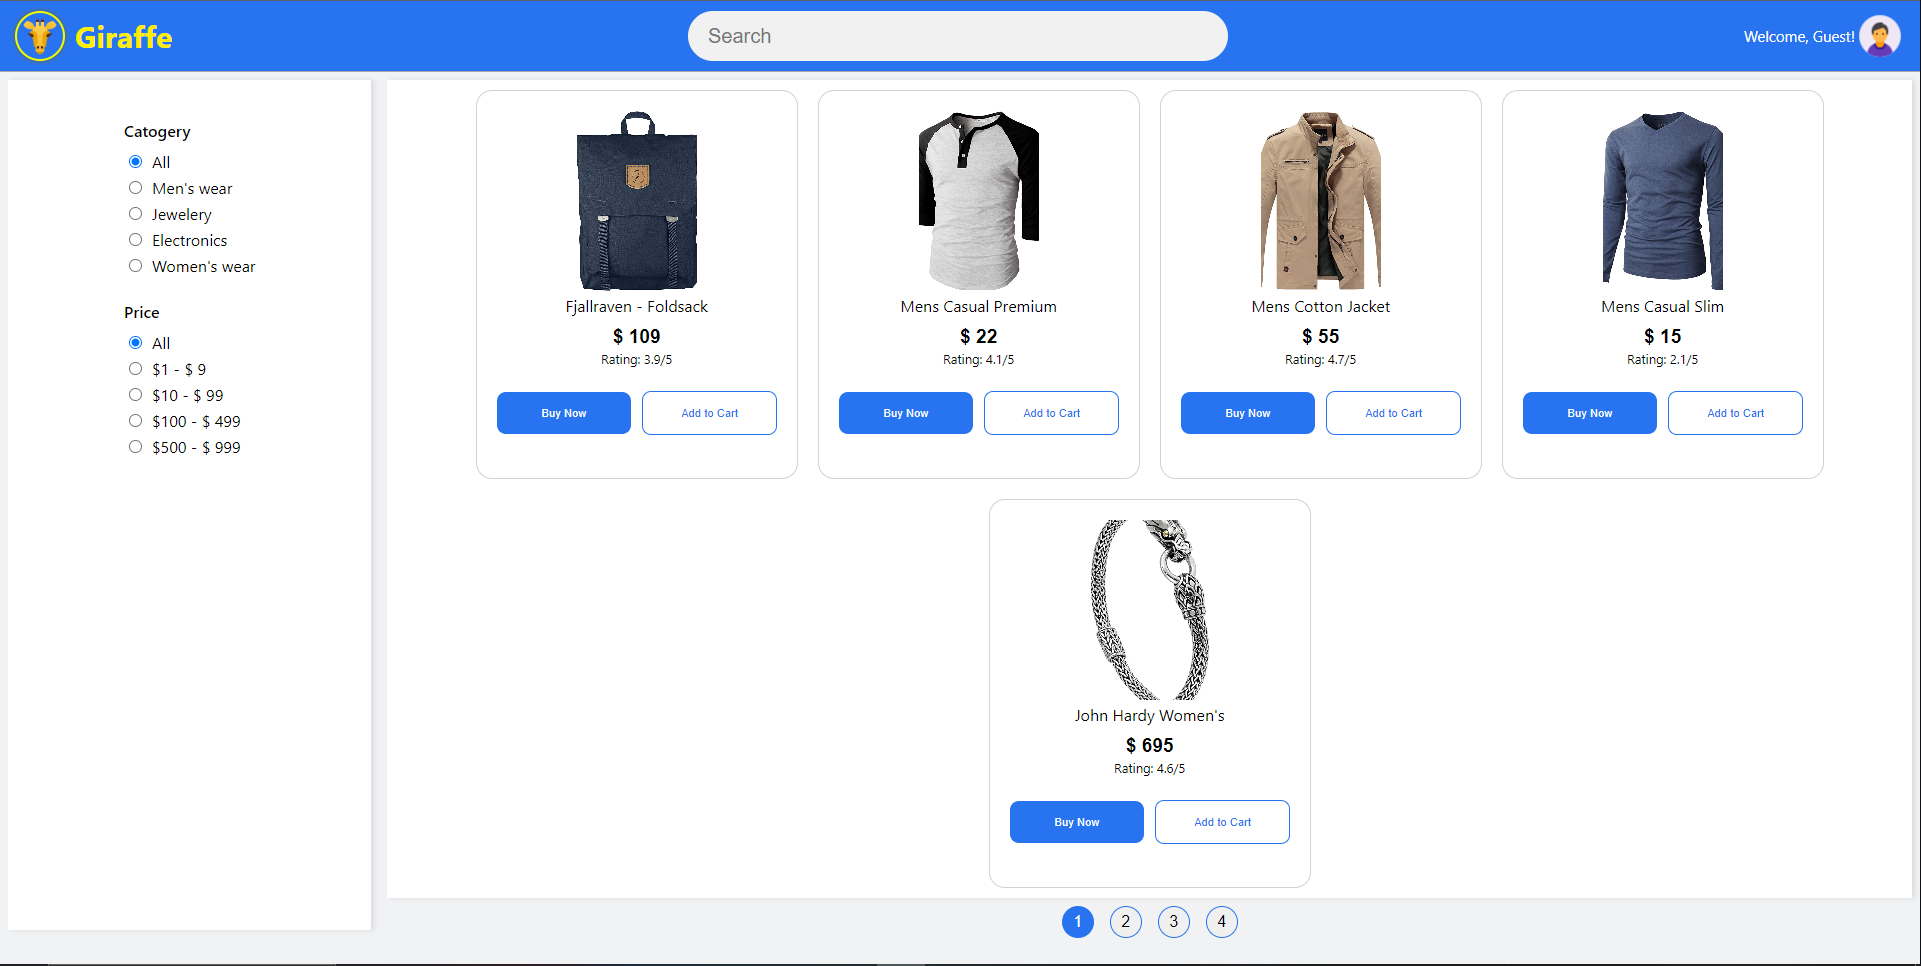 Giraffe
Search
Welcome, Guest!
Catogery
All
Men's wear
Jewelery
Electronics
Women's wear
Price
All
$1 - $ 9
$10 - $ 99
$100 - $ 499
$500 - $ 999
Fjallraven - Foldsack
$ 109
Rating: 3.9/5
Buy Now
Add to Cart
Mens Casual Premium
$ 22
Rating: 4.1/5
Buy Now
Add to Cart
Mens Cotton Jacket
$ 55
Rating: 4.7/5
Buy Now
Add to Cart
Mens Casual Slim
$ 15
Rating: 2.1/5
Buy Now
Add to Cart
John Hardy Women's
$ 695
Rating: 4.6/5
Buy Now
Add to Cart
1 2 3 4